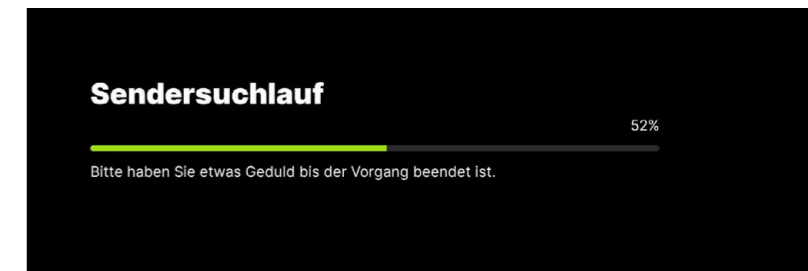 Sendersuchlauf
52%
Bitte haben Sie etwas Geduld bis der Vorgang beendet ist.